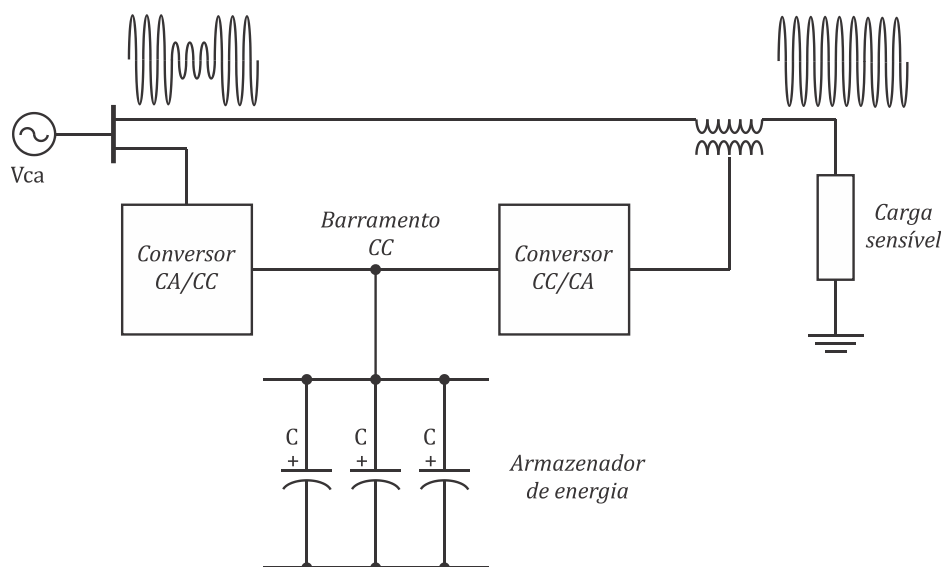 Vca
Conversor
CA/CC
Barramento
CC
Conversor
CC/CA
Carga
sensível
C
+
C
+
C
+
Armazenador
de energia